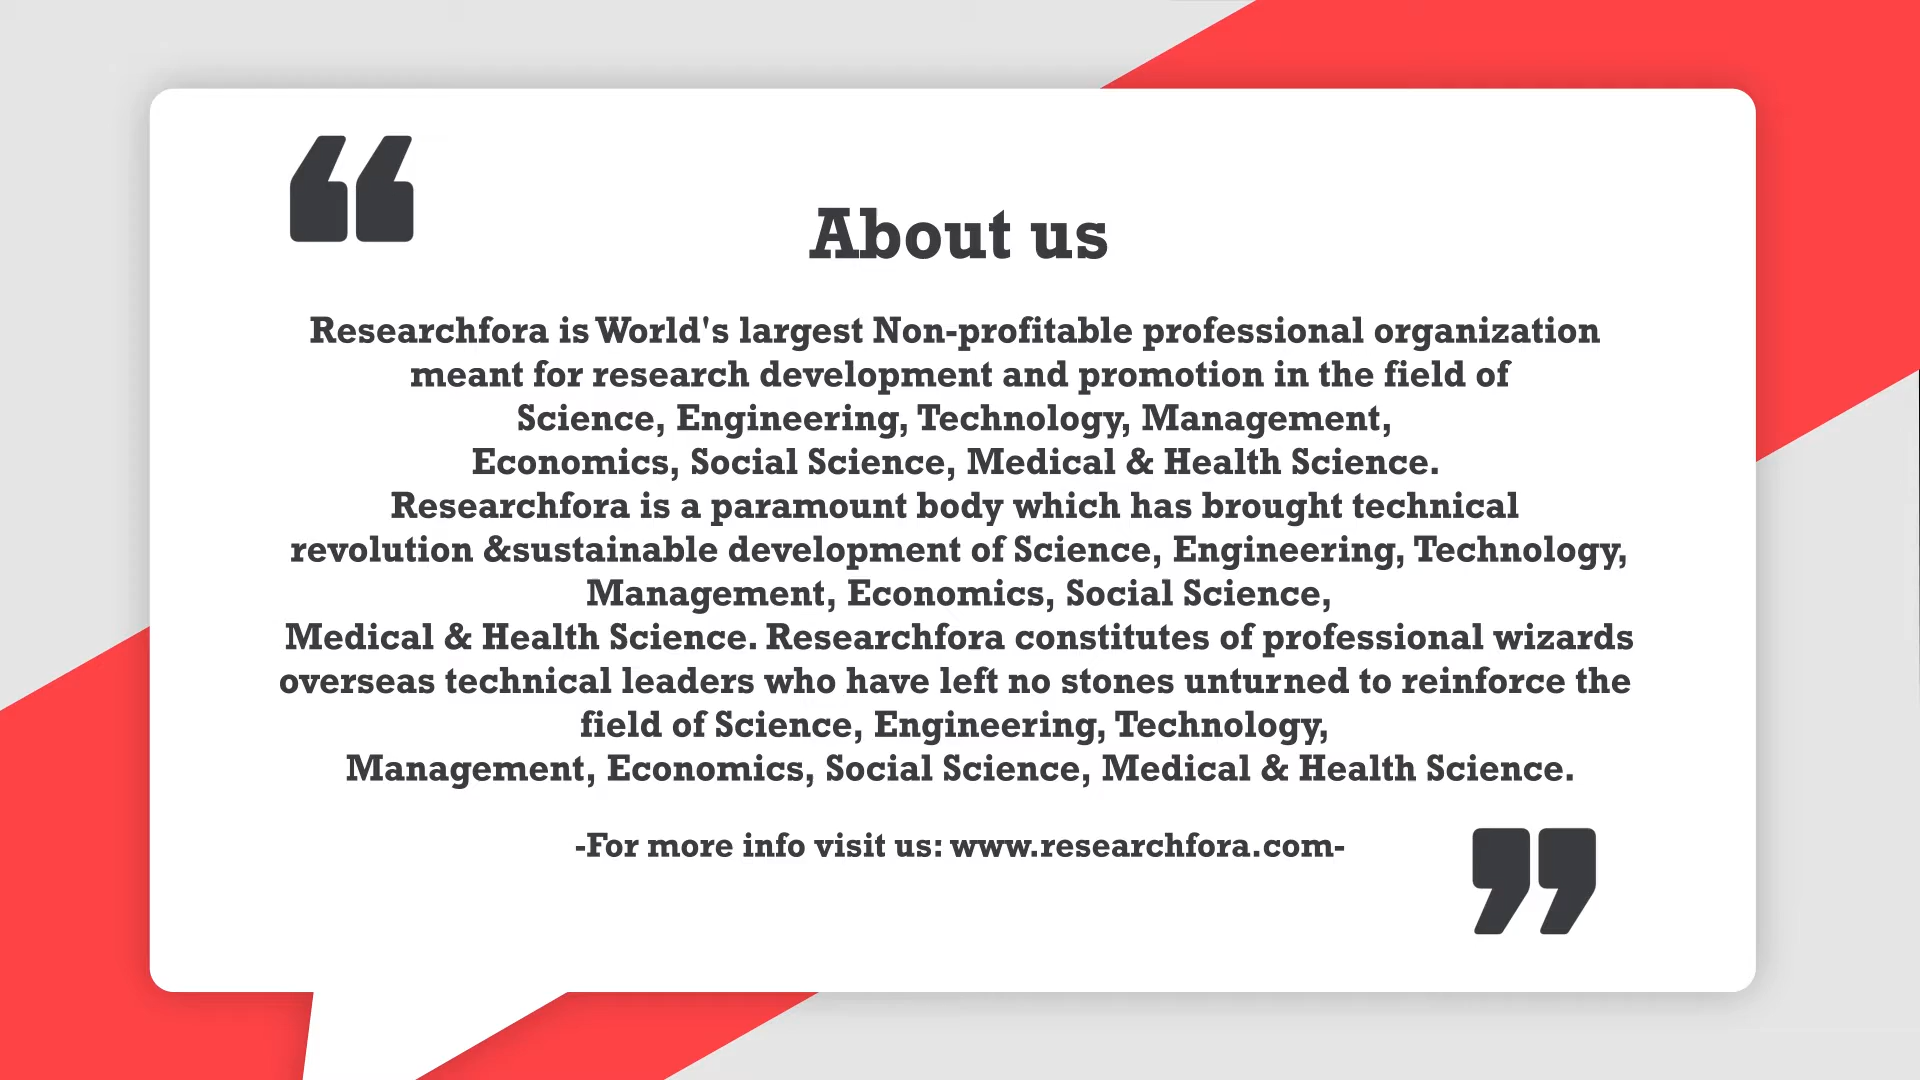 About us
Researchfora is World's largest Non-profitable professional organization
meant for research development and promotion in the field of
Science, Engineering, Technology, Management,
Economics, Social Science, Medical & Health Science.
Researchfora is a paramount body which has brought technical
revolution &sustainable development of Science, Engineering, Technology,
Management, Economics, Social Science,
Medical & Health Science. Researchfora constitutes of professional wizards
overseas technical leaders who have left no stones unturned to reinforce the
field of Science, Engineering, Technology,
Management, Economics, Social Science, Medical & Health Science.
-For more info visit us: www.researchfora.com-